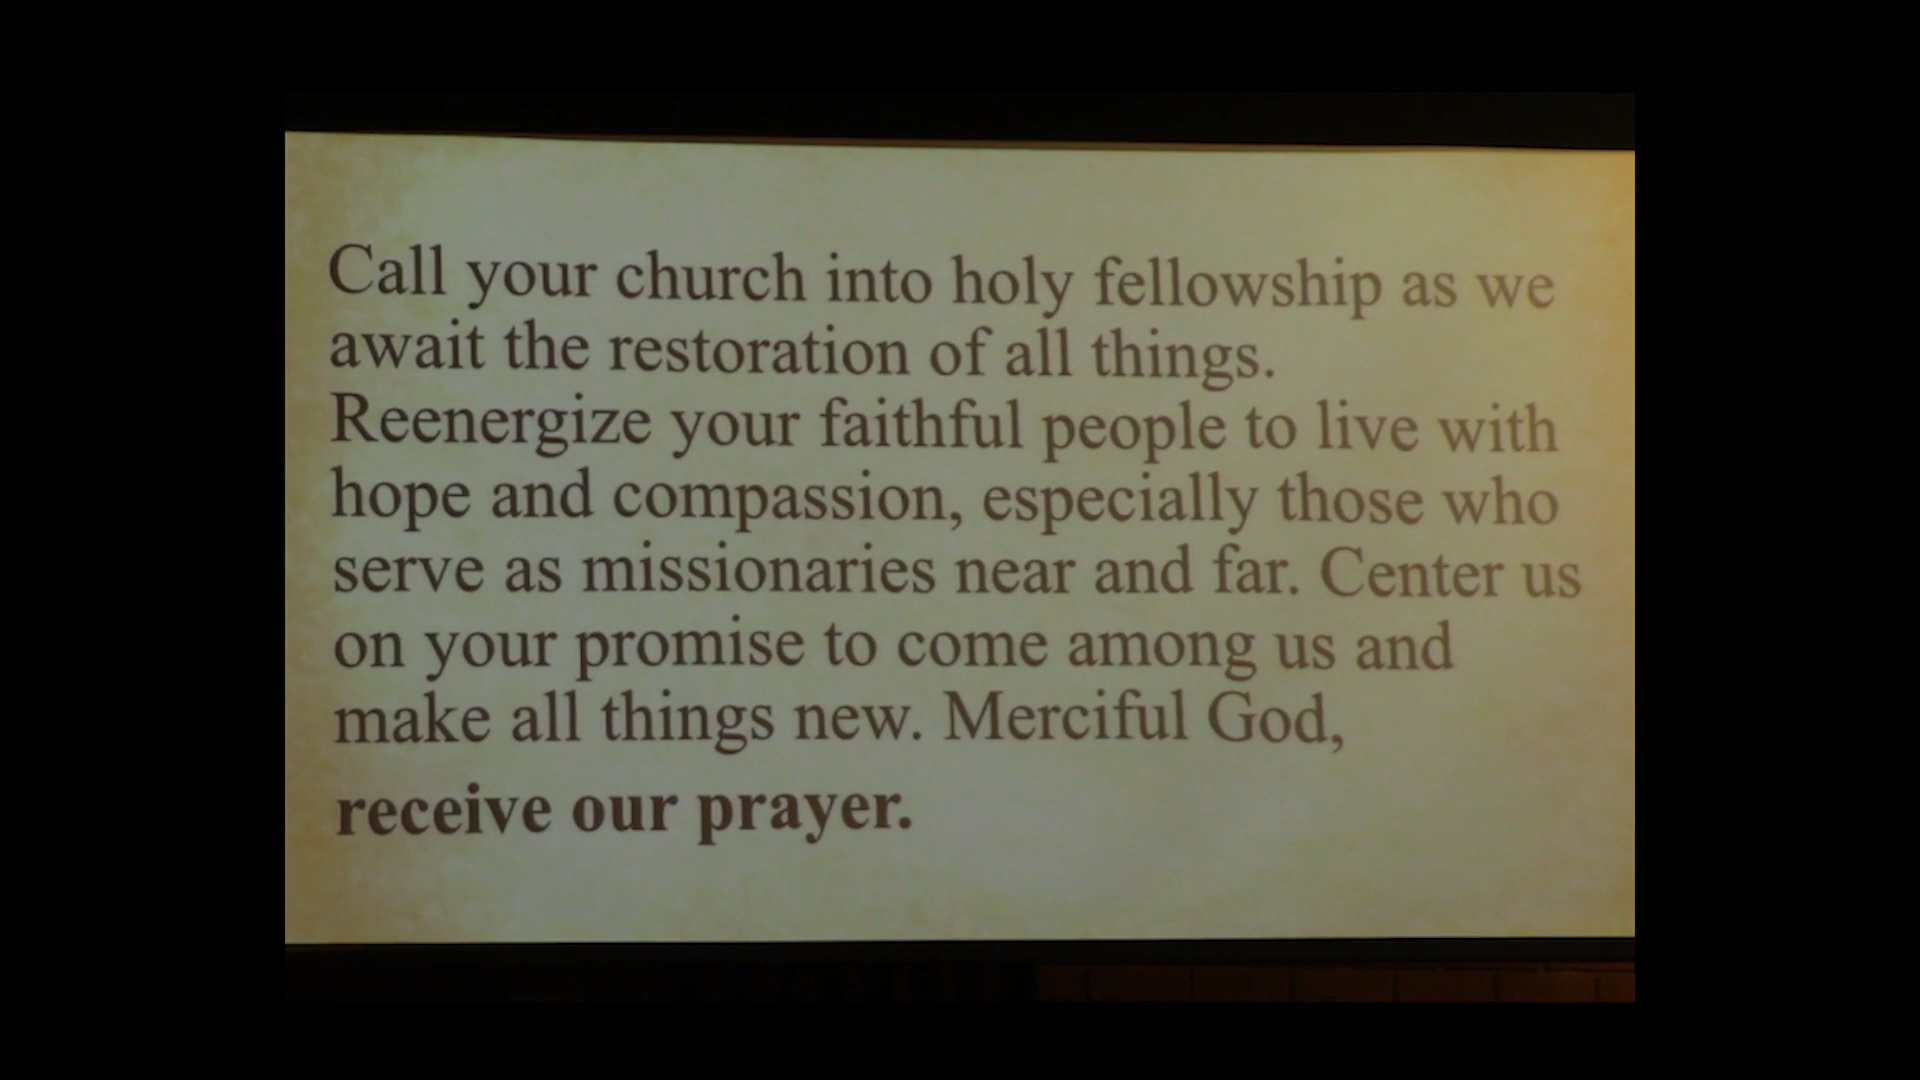 Call your church into holy fellowship as we
await the restoration of all things.
Reenergize your faithful people to live with
hope and compassion, especially those who
serve as missionaries near and far. Center us
on your promise to come among us and
make all things new. Merciful God,
receive our prayer.